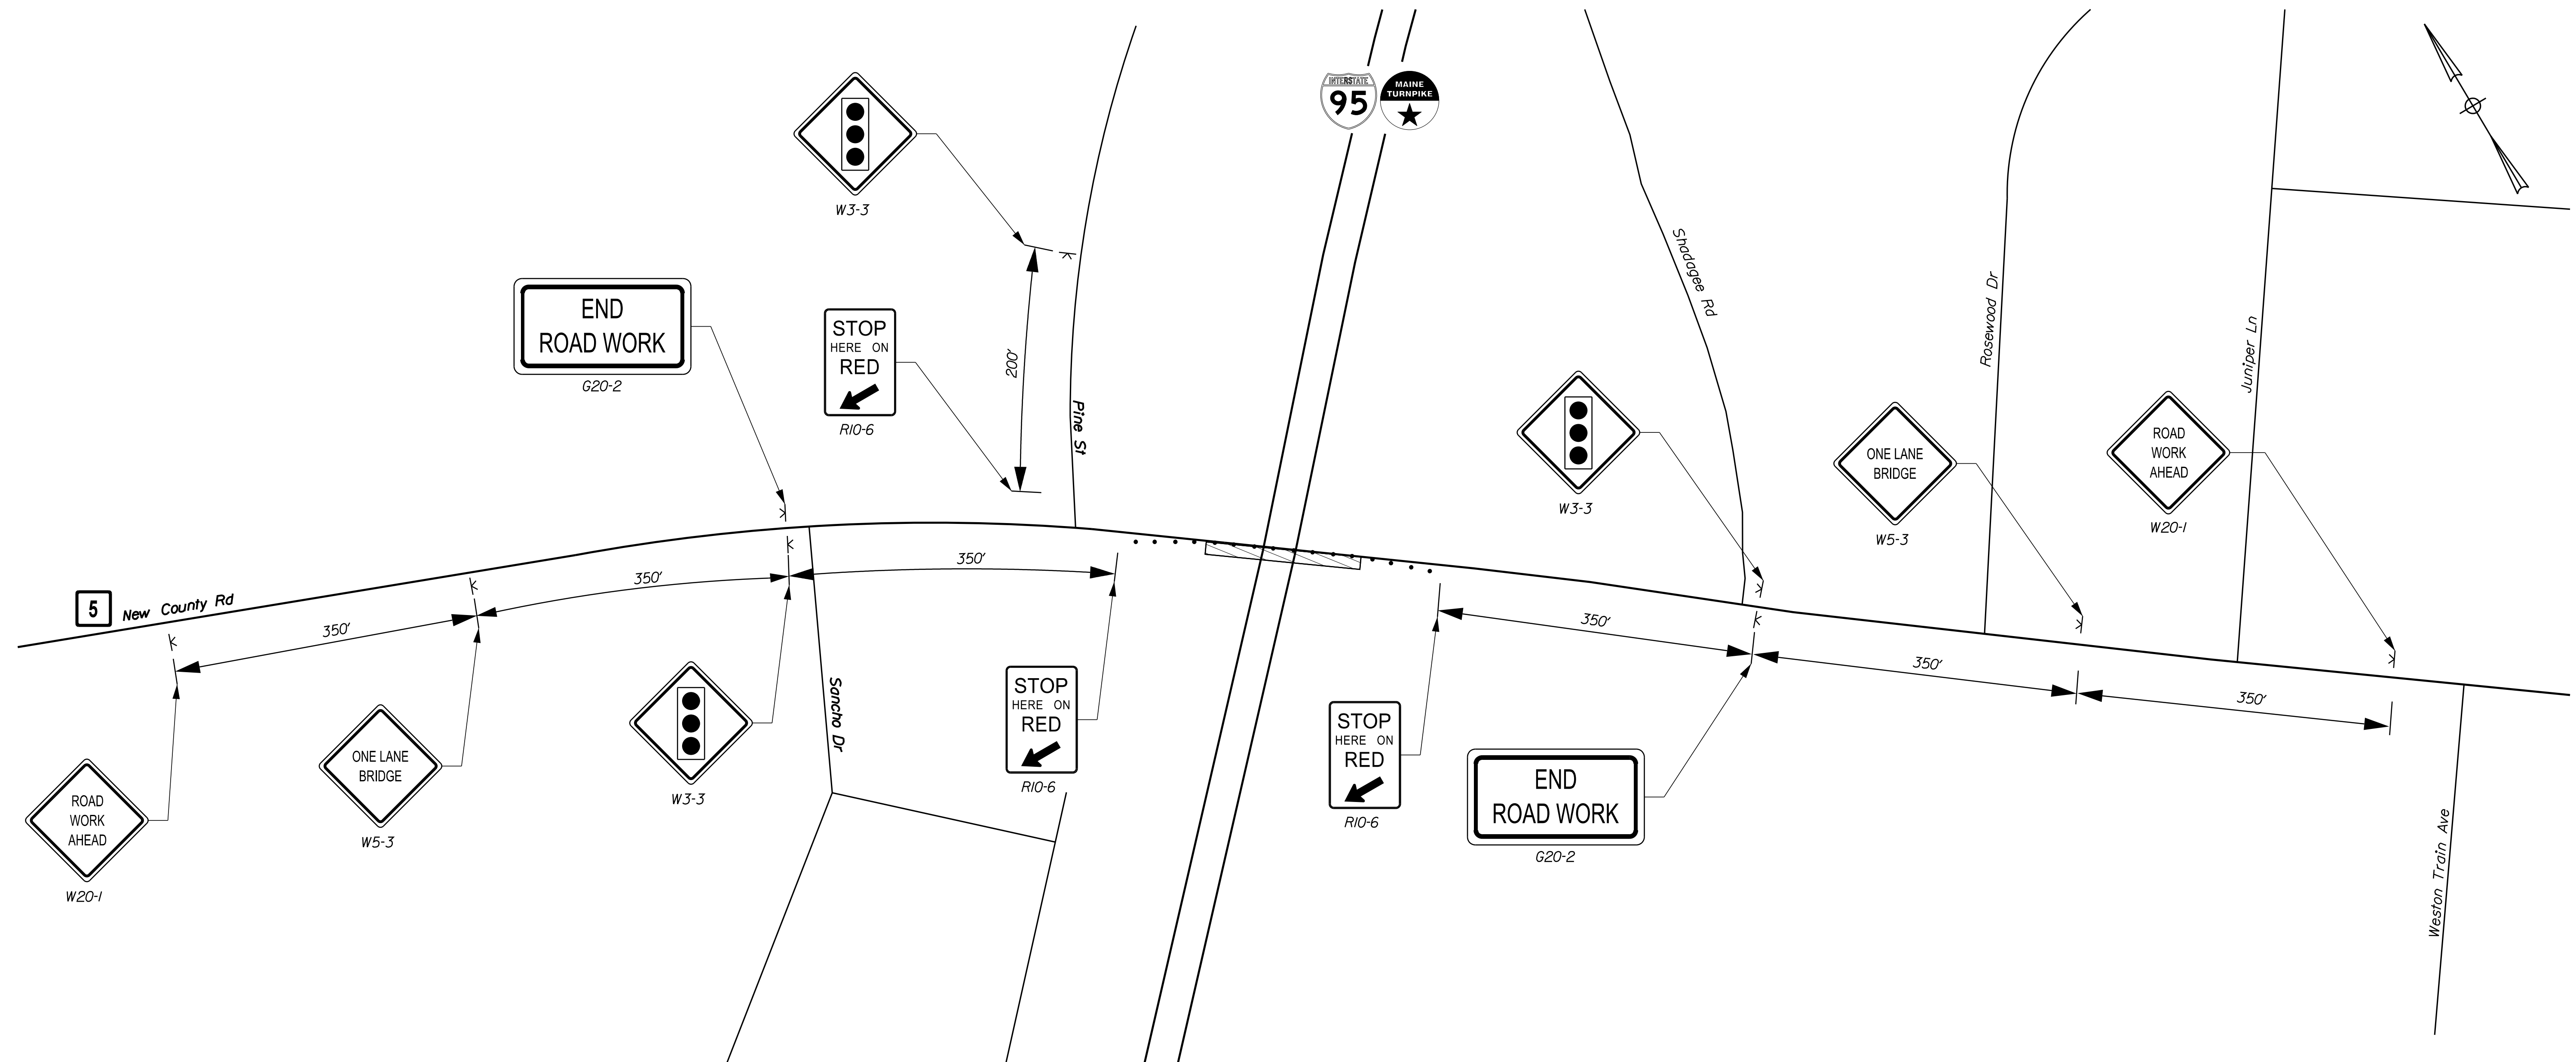 INTERSTATE
95
MAINE
TURNPIKE
W3-3
END
ROAD WORK
G20-2
STOP
HERE ON
RED
R10-6
200'
Pine St
Shadagee Rd
W3-3
Rosewood Dr
ONE LANE
BRIDGE
W5-3
Juniper Ln
ROAD
WORK
AHEAD
W20-1
5
New County Rd
350'
350'
350'
350'
350'
350'
ROAD
WORK
AHEAD
W20-1
ONE LANE
BRIDGE
W5-3
W3-3
Sancho Dr
STOP
HERE ON
RED
R10-6
STOP
HERE ON
RED
R10-6
END
ROAD WORK
G20-2
Weston Train Ave